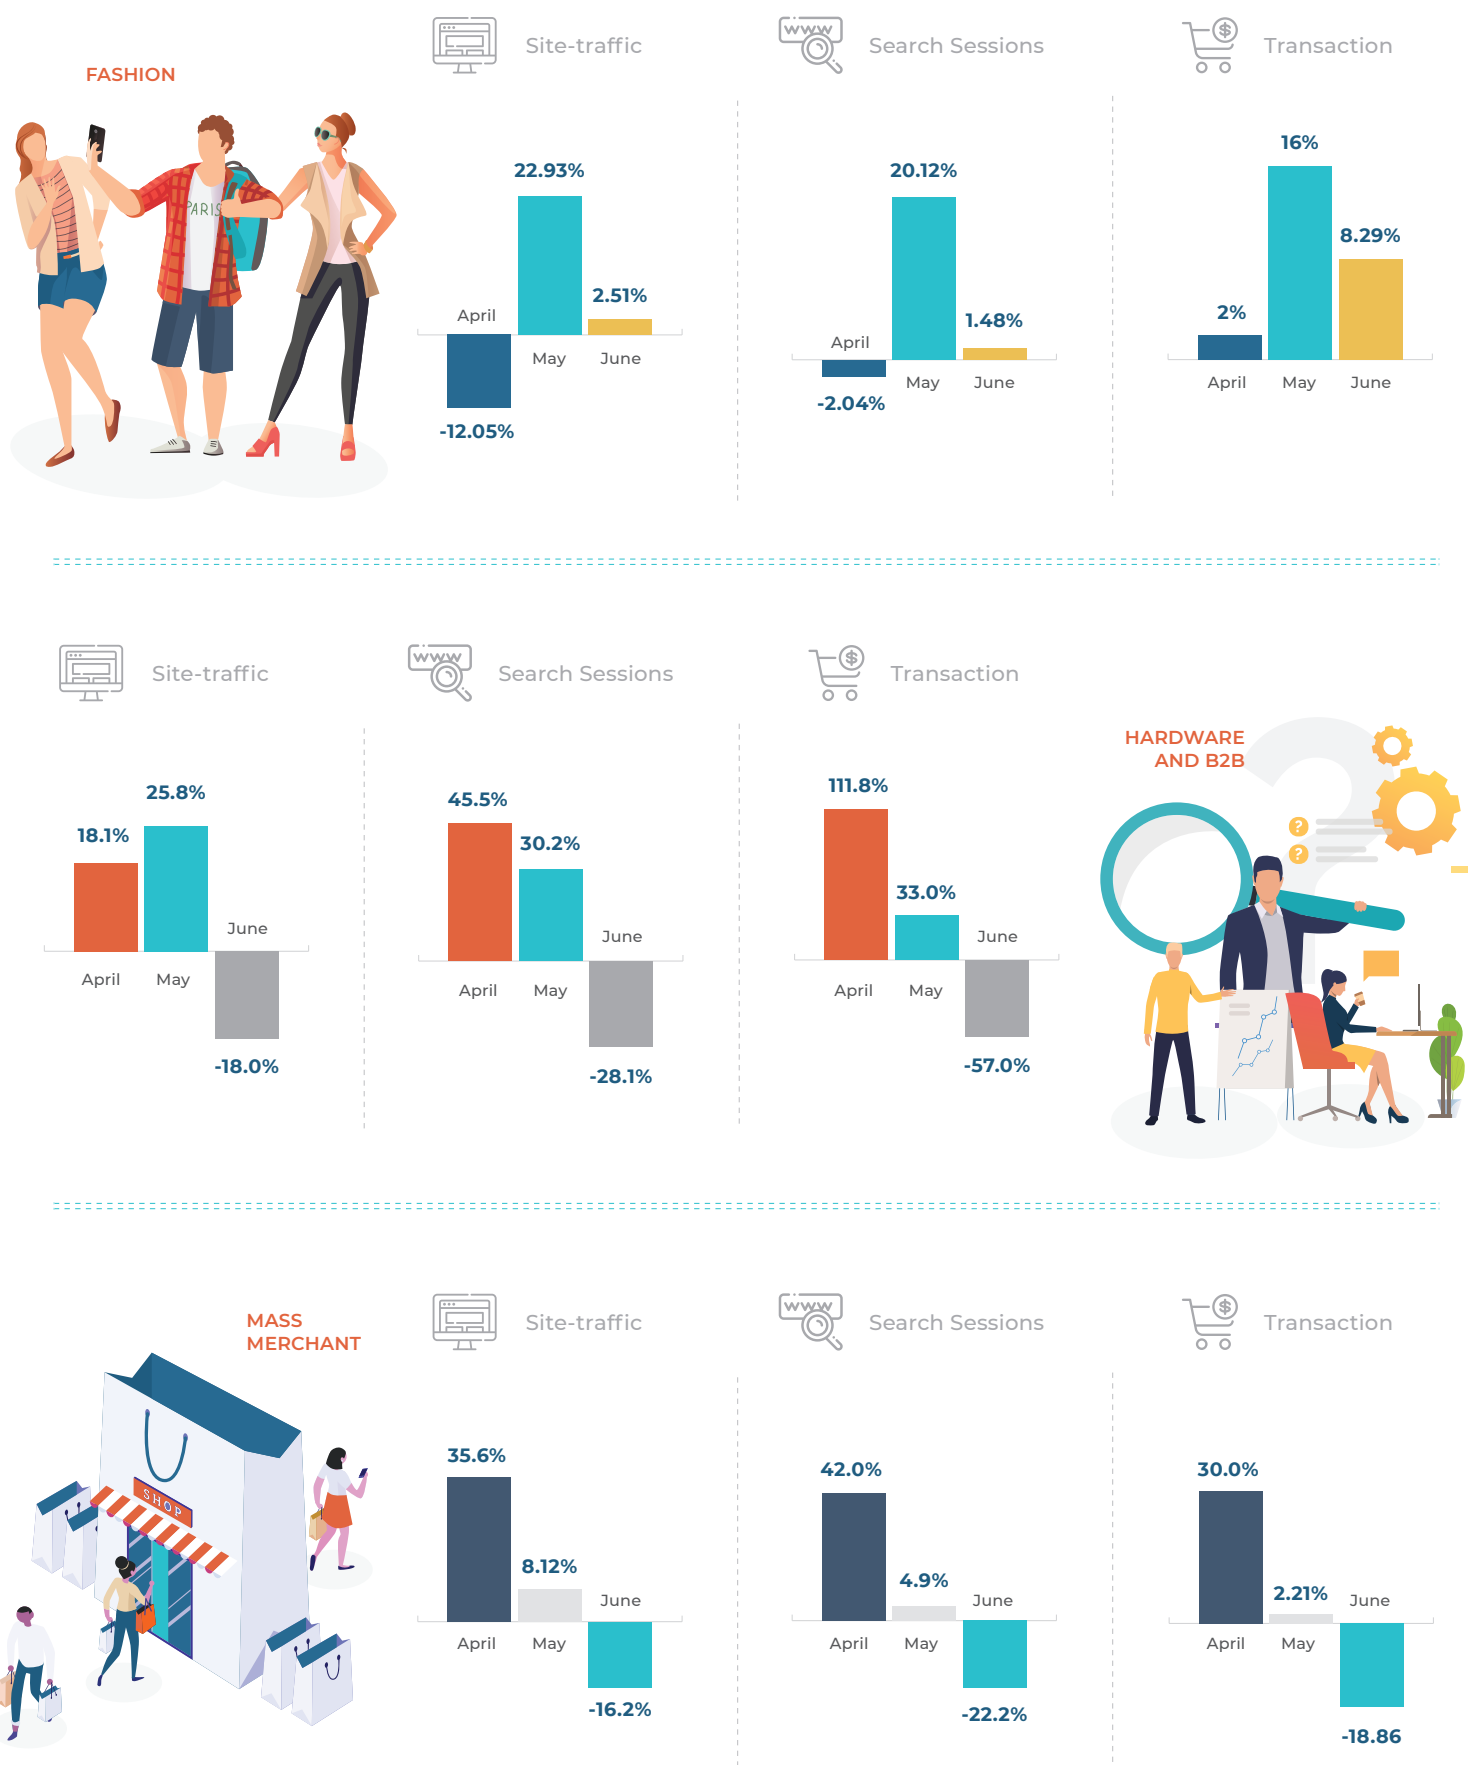 Site-traffic
Search Sessions
Transaction
FASHION
PARIS
22.93%
2.51%
April
May
June
-12.05%
20.12%
1.48%
April
May
June
-2.04%
16%
8.29%
2%
April
May
June
Site-traffic
Search Sessions
Transaction
HARDWARE
AND B2B
18.1%
25.8%
June
April
May
-18.0%
45.5%
30.2%
June
April
May
-28.1%
111.8%
33.0%
June
April
May
-57.0%
?
?
MASS
MERCHANT
SHOP
Site-traffic
Search Sessions
Transaction
35.6%
8.12%
June
April
May
-16.2%
42.0%
4.9%
June
April
May
-22.2%
30.0%
2.21%
June
April
May
-18.86
WWW
WWW
WWW
$
$
$